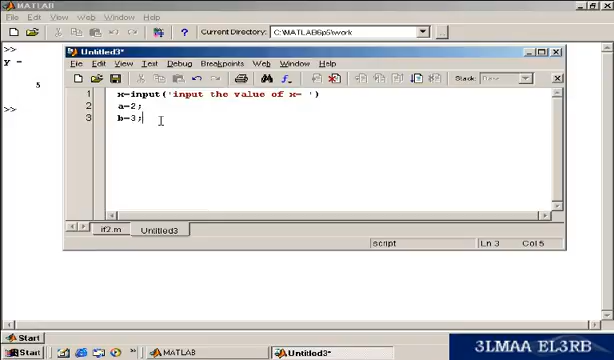 MATLAB
File Edit View Web Window Help
Current Directory: C:\MATLAB6p5\work
>>
Y =
5
>>
Untitled3*
File Edit View Text Debug Breakpoints Web Window Help
Stack: Base
1 x=input('input the value of x= ')
2 a=2;
3 b=3;
if2.m Untitled3
script Ln 3 Col 5
Start
Start MATLAB Untitled3*
3LMAA EL3RB